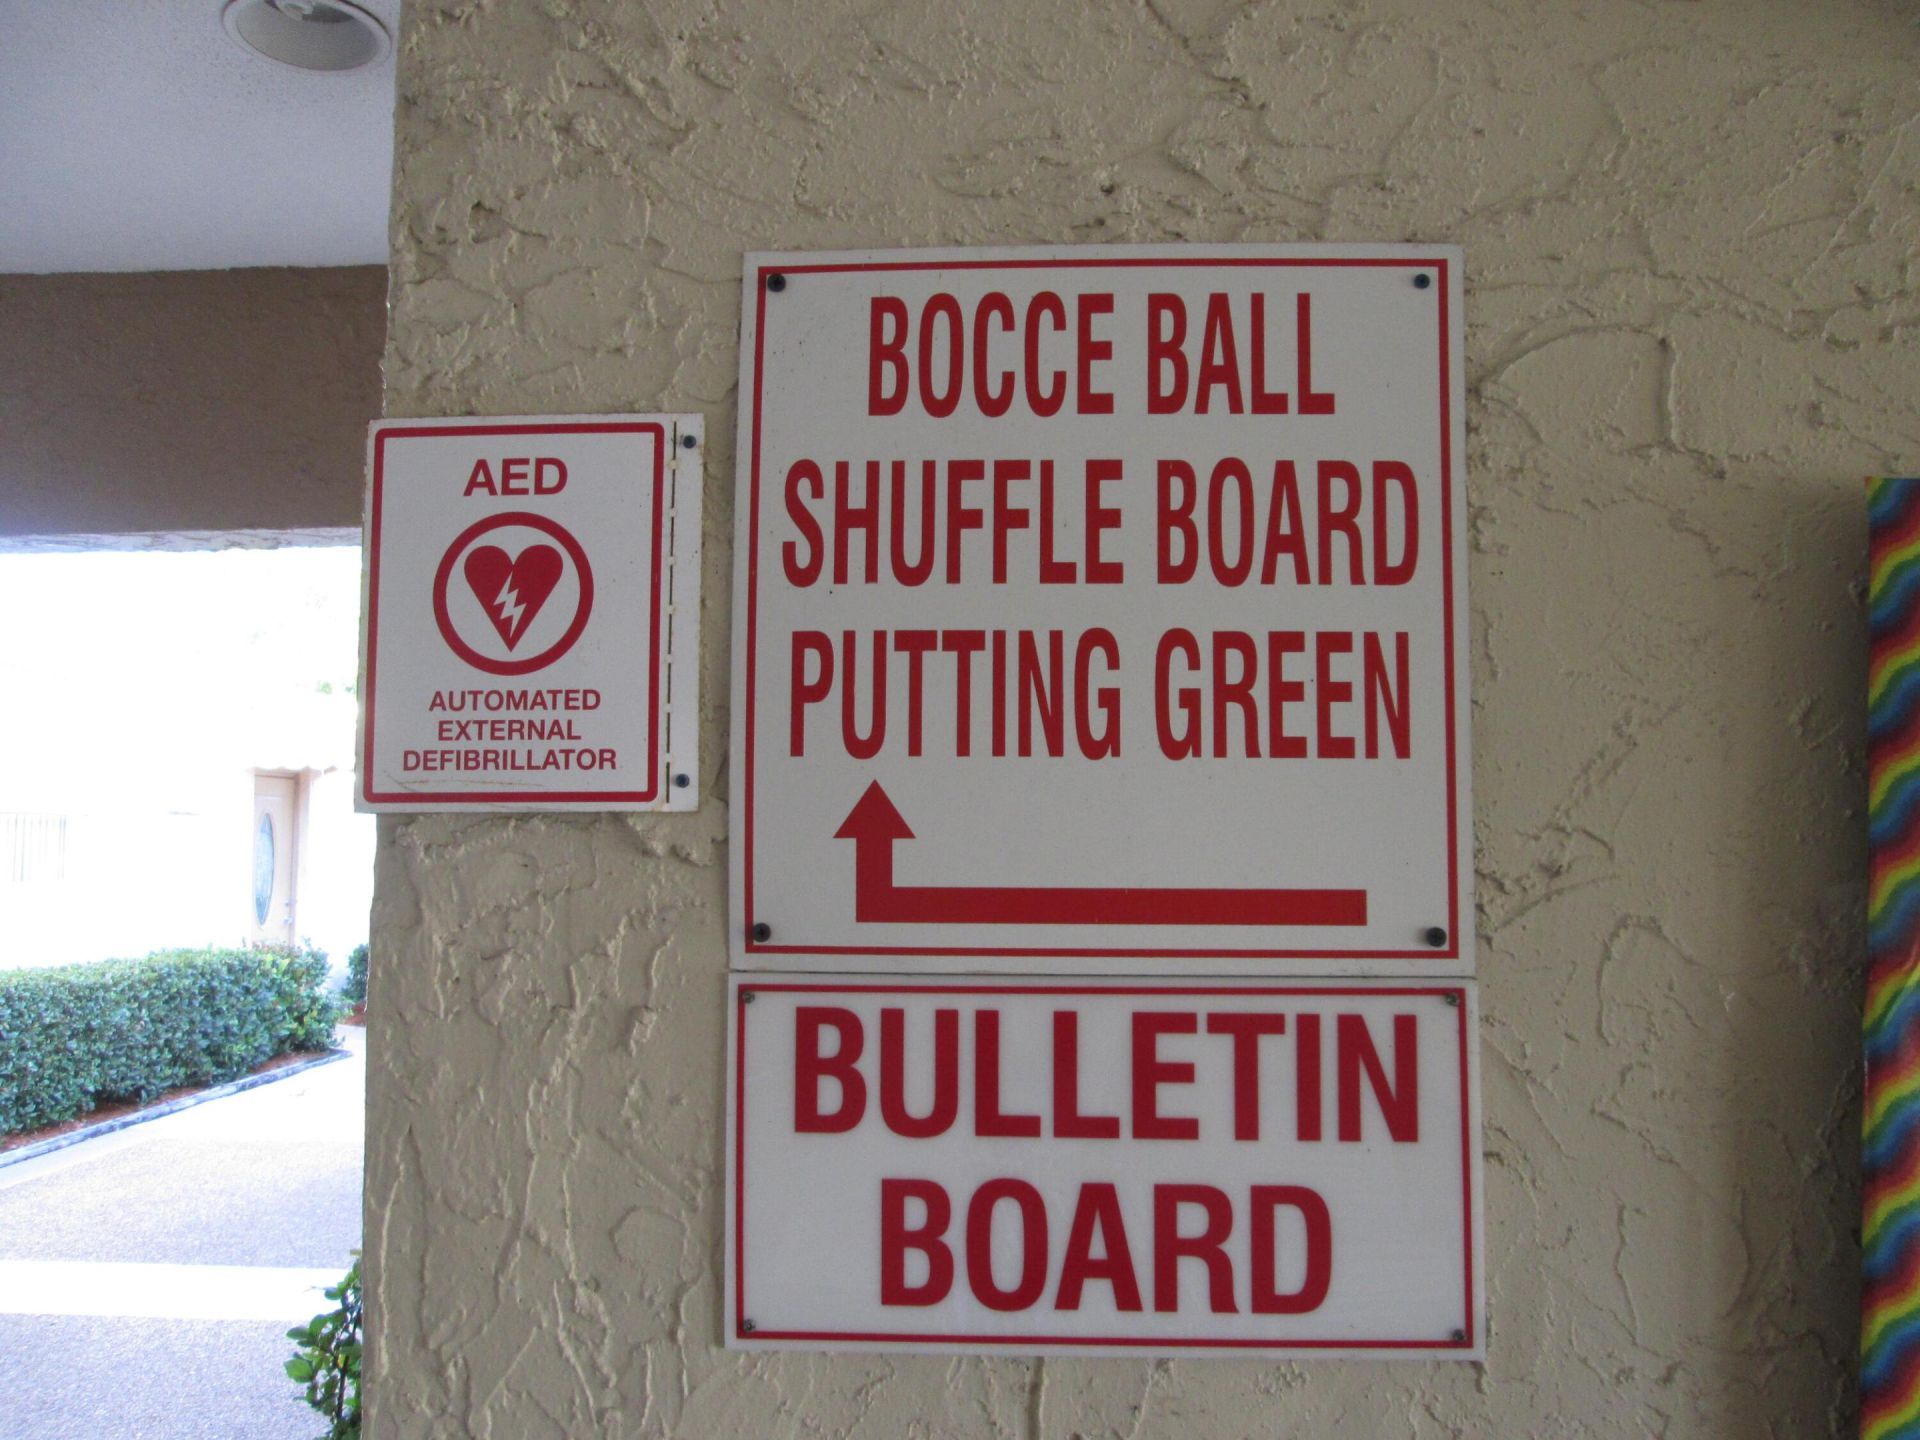 AED
AUTOMATED
EXTERNAL
DEFIBRILLATOR
BOCCE BALL
SHUFFLE BOARD
PUTTING GREEN
BULLETIN
BOARD